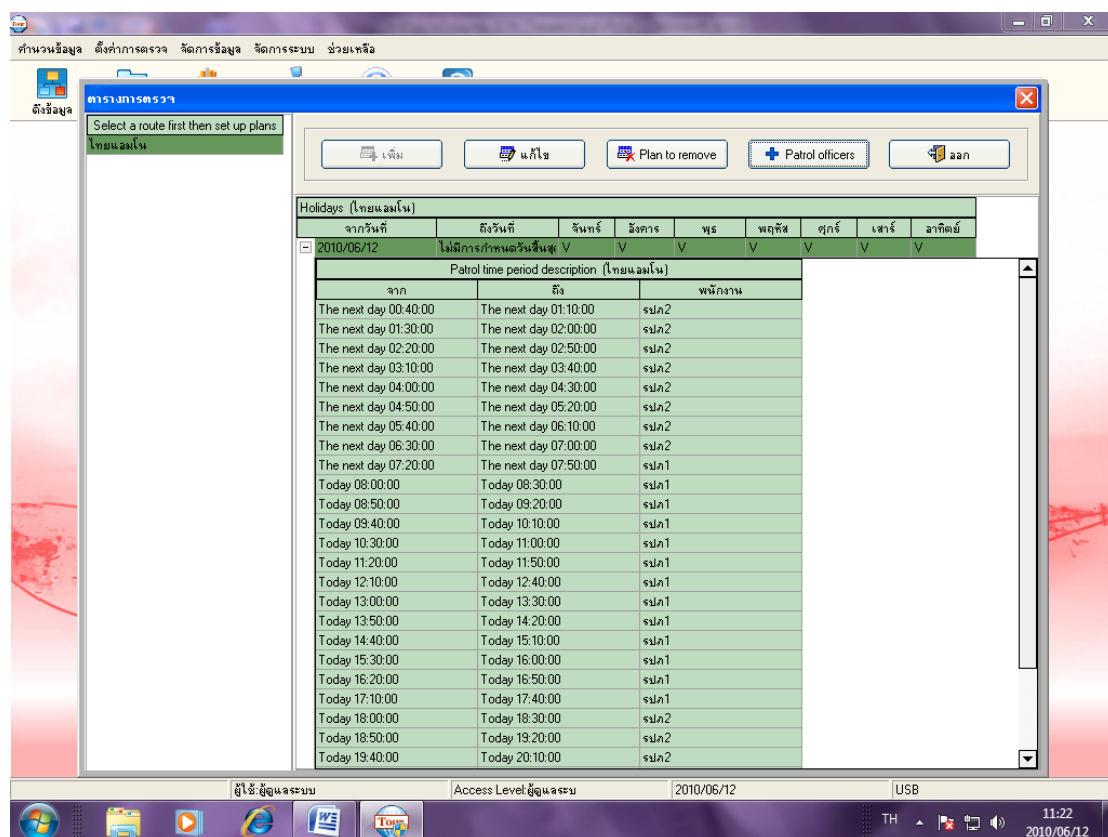 Tour
คำนวนข้อมูล ตั้งค่าการตรวจ จัดการข้อมูล จัดการระบบ ช่วยเหลือ
ดึงข้อมูล
ตารางการตรวจ
Select a route first then set up plans
ไทยแอมโน
เพิ่ม แก้ไข Plan to remove Patrol officers ออก
Holidays (ไทยแอมโน)
จากวันที่ ถึงวันที่ จันทร์ อังคาร พุธ พฤหัส ศุกร์ เสาร์ อาทิตย์
2010/06/12 ไม่มีการกำหนดวันสิ้นสุด V V V V V V V
Patrol time period description (ไทยแอมโน)
จาก ถึง พนักงาน
The next day 00:40:00 The next day 01:10:00 รปภ2
The next day 01:30:00 The next day 02:00:00 รปภ2
The next day 02:20:00 The next day 02:50:00 รปภ2
The next day 03:10:00 The next day 03:40:00 รปภ2
The next day 04:00:00 The next day 04:30:00 รปภ2
The next day 04:50:00 The next day 05:20:00 รปภ2
The next day 05:40:00 The next day 06:10:00 รปภ2
The next day 06:30:00 The next day 07:00:00 รปภ2
The next day 07:20:00 The next day 07:50:00 รปภ1
Today 08:00:00 Today 08:30:00 รปภ1
Today 08:50:00 Today 09:20:00 รปภ1
Today 09:40:00 Today 10:10:00 รปภ1
Today 10:30:00 Today 11:00:00 รปภ1
Today 11:20:00 Today 11:50:00 รปภ1
Today 12:10:00 Today 12:40:00 รปภ1
Today 13:00:00 Today 13:30:00 รปภ1
Today 13:50:00 Today 14:20:00 รปภ1
Today 14:40:00 Today 15:10:00 รปภ1
Today 15:30:00 Today 16:00:00 รปภ1
Today 16:20:00 Today 16:50:00 รปภ1
Today 17:10:00 Today 17:40:00 รปภ1
Today 18:00:00 Today 18:30:00 รปภ2
Today 18:50:00 Today 19:20:00 รปภ2
Today 19:40:00 Today 20:10:00 รปภ2
ผู้ใช้:ผู้ดูแลระบบ Access Level:ผู้ดูแลระบ 2010/06/12 USB
Tour TH 11:22
2010/06/12